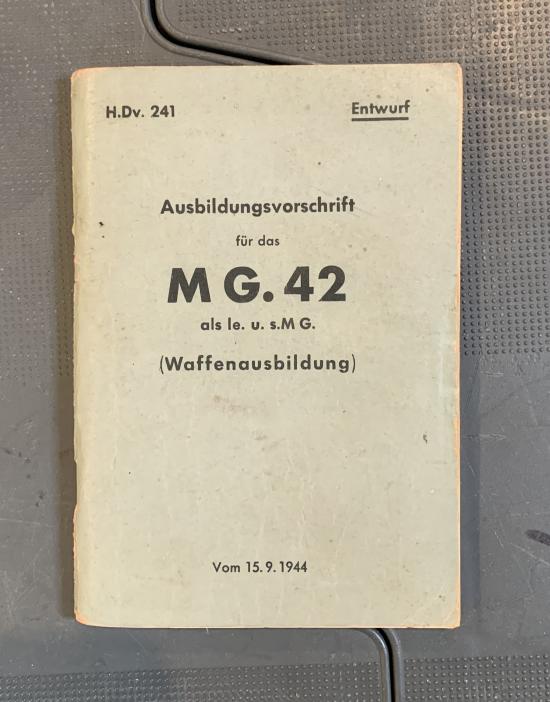 H.Dv. 241 Entwurf
Ausbildungsvorschrift
für das
MG. 42
als le. u. s.MG.
(Waffenausbildung)
Vom 15.9.1944